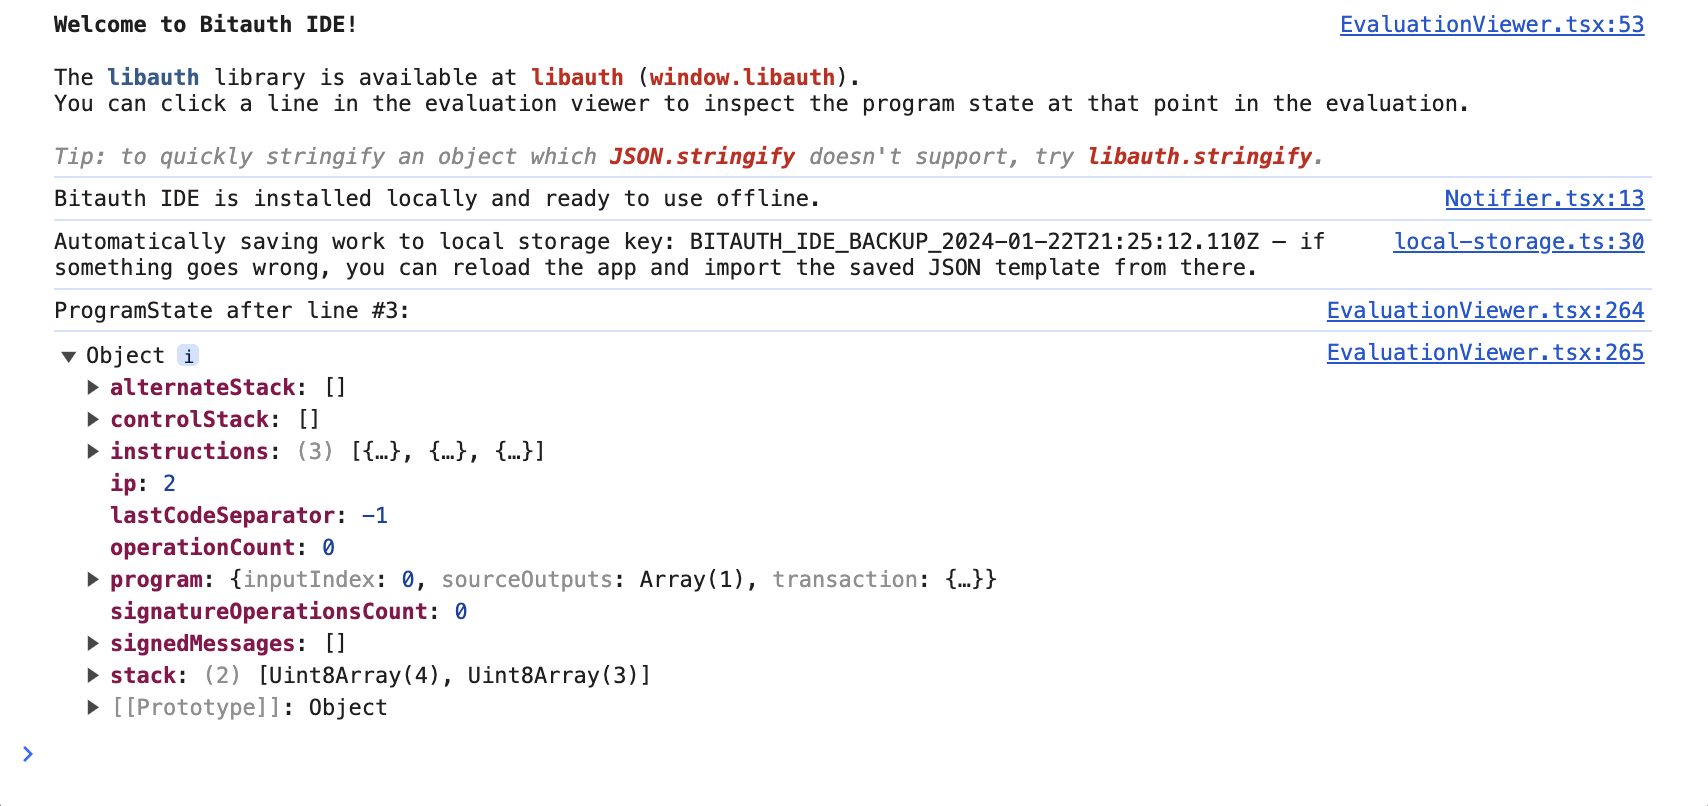 Welcome to Bitauth IDE! EvaluationViewer.tsx:53
The libauth library is available at libauth (window.libauth).
You can click a line in the evaluation viewer to inspect the program state at that point in the evaluation.
Tip: to quickly stringify an object which JSON.stringify doesn't support, try libauth.stringify.
Bitauth IDE is installed locally and ready to use offline. Notifier.tsx:13
Automatically saving work to local storage key: BITAUTH_IDE_BACKUP_2024-01-22T21:25:12.110Z – if local-storage.ts:30
something goes wrong, you can reload the app and import the saved JSON template from there.
ProgramState after line #3: EvaluationViewer.tsx:264
▼ Object i EvaluationViewer.tsx:265
▶ alternateStack: []
▶ controlStack: []
▶ instructions: (3) [{…}, {…}, {…}]
ip: 2
lastCodeSeparator: -1
operationCount: 0
▶ program: {inputIndex: 0, sourceOutputs: Array(1), transaction: {…}}
signatureOperationsCount: 0
▶ signedMessages: []
▶ stack: (2) [Uint8Array(4), Uint8Array(3)]
▶ [[Prototype]]: Object
>